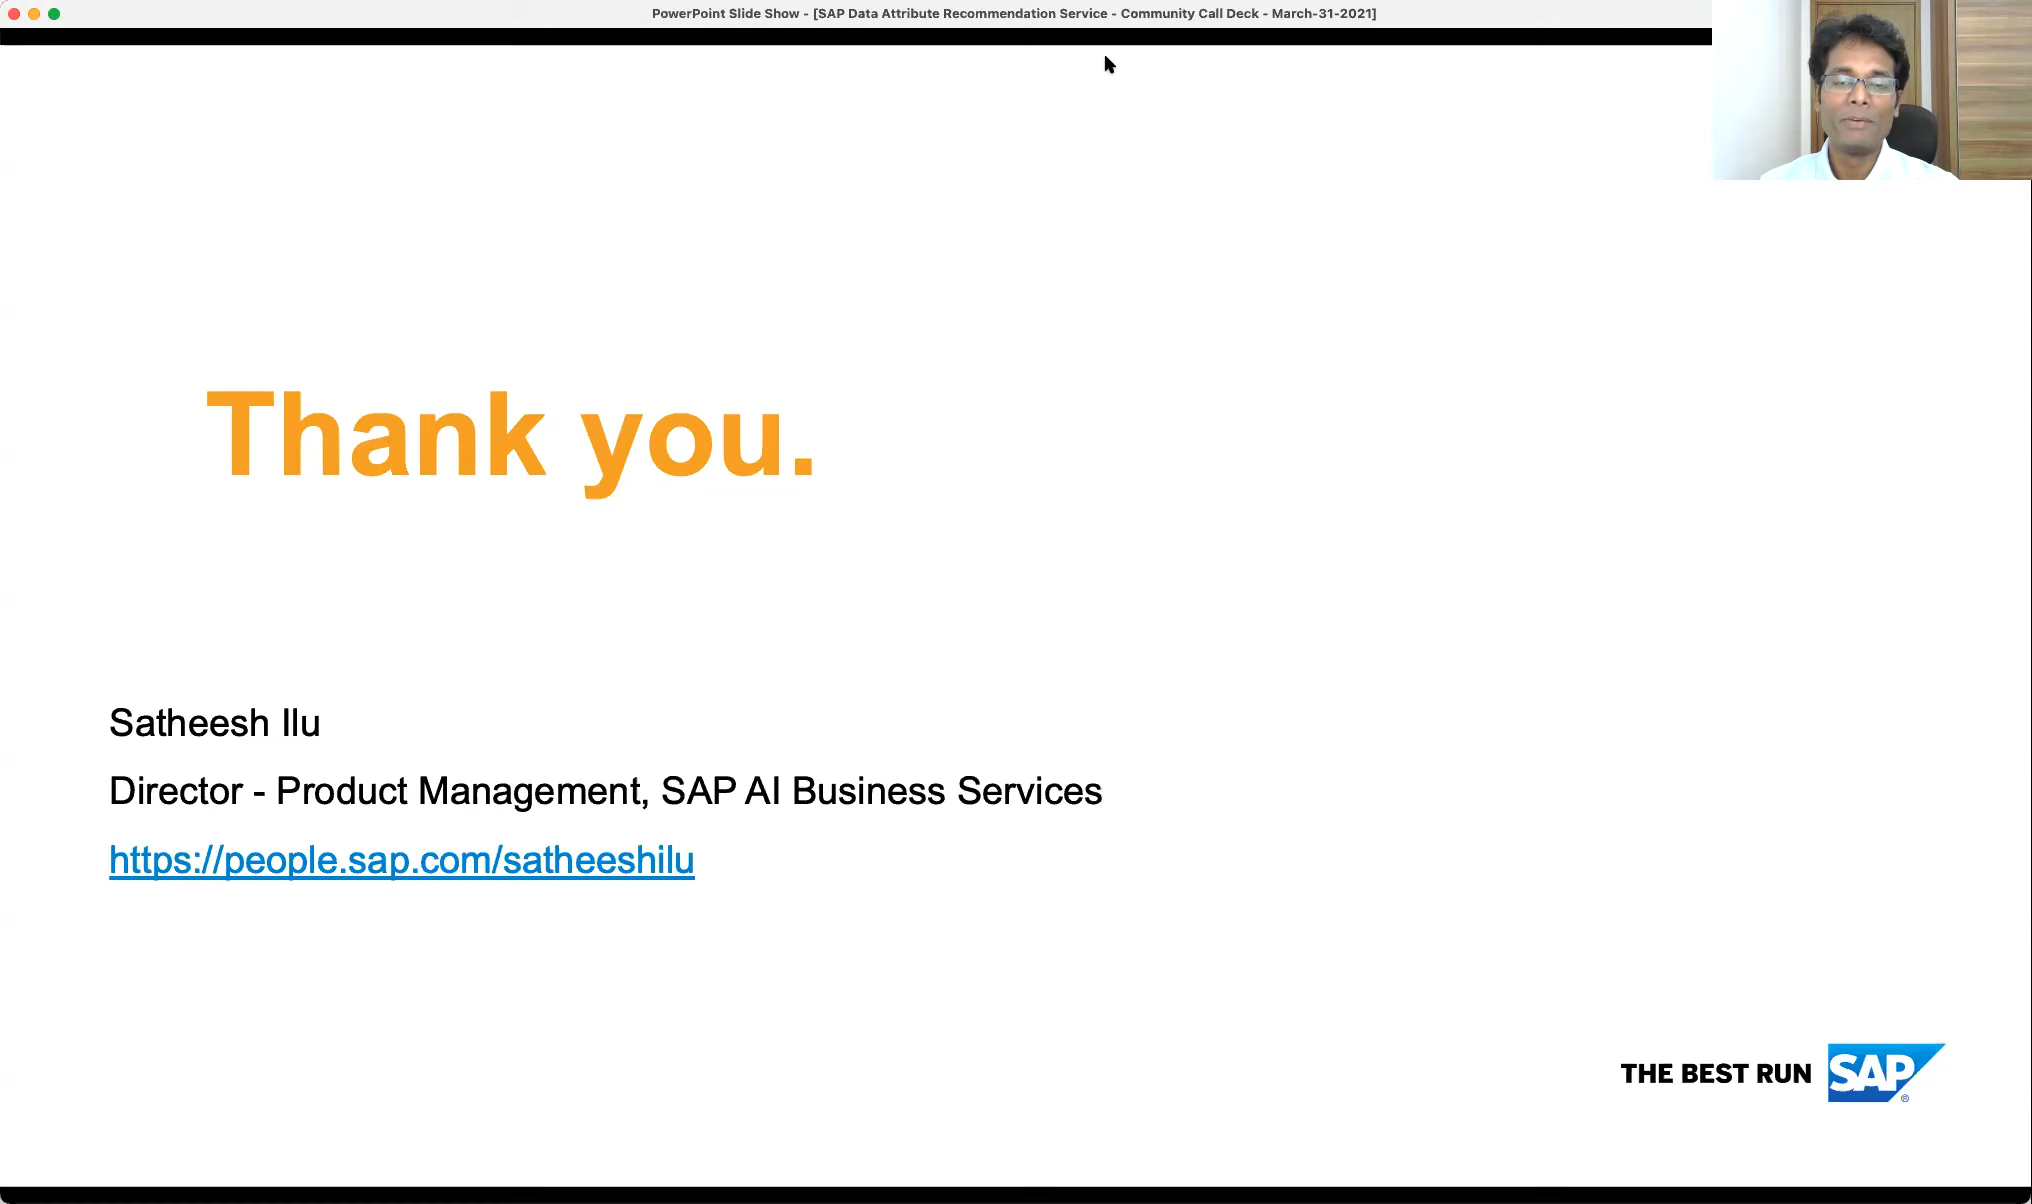 PowerPoint Slide Show - [SAP Data Attribute Recommendation Service - Community Call Deck - March-31-2021]
Thank you.
Satheesh Ilu
Director - Product Management, SAP AI Business Services
https://people.sap.com/satheeshilu
THE BEST RUN SAP®